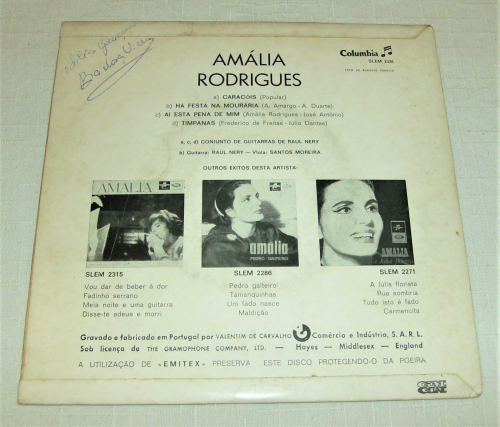 AMÁLIA
RODRIGUES
Columbia
SLEM
a) CARACOIS (Popular)
b) HÁ FESTA NA MOURARIA (A. Amargo - A. Duarte)
c) AI ESTA PENA DE MIM (Amália Rodrigues - José António)
d) TIMPANAS (Frederico de Freitas - Júlio Dantas)
a, c, d) CONJUNTO DE GUITARRAS DE RAUL NERY
b) Guitarra: RAUL NERY — Viola: SANTOS MOREIRA
OUTROS EXITOS DESTA ARTISTA:
AMALIA
amália
AMALIA
SLEM 2315
SLEM 2286
SLEM 2271
Vou dar de beber à dor
Fadinho serrano
Meia noite e uma guitarra
Disse-te adeus e morri
Pedro gaiteiro
Tamanquinhas
Um fado nasce
Maldição
A Júlia florista
Rua sombria
Tudo isto é fado
Carmencita
Gravado e fabricado em Portugal por VALENTIM DE CARVALHO Comércio e Indústria, S. A. R. L.
Sob licença de THE GRAMOPHONE COMPANY, LTD. — Hayes — Middlesex — England
A UTILIZAÇÃO DE «EMITEX» PRESERVA ESTE DISCO PROTEGENDO-O DA POEIRA